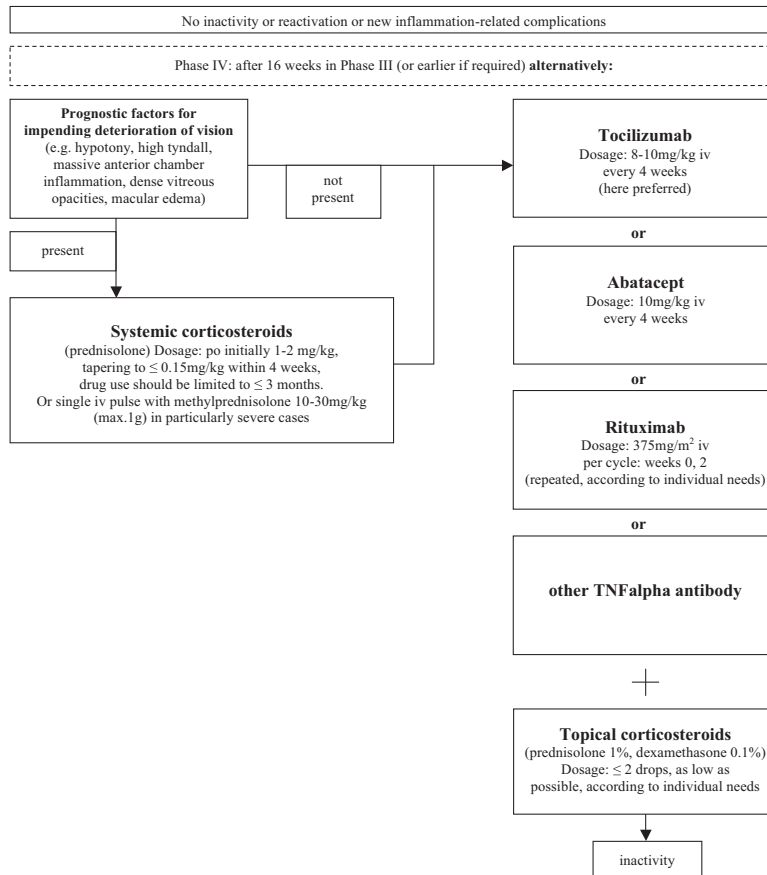 No inactivity or reactivation or new inflammation-related complications
Phase IV: after 16 weeks in Phase III (or earlier if required) alternatively:
Prognostic factors for
impending deterioration of vision
(e.g. hypotony, high tyndall,
massive anterior chamber
inflammation, dense vitreous
opacities, macular edema)
not
present
present
Systemic corticosteroids
(prednisolone) Dosage: po initially 1-2 mg/kg,
tapering to ≤ 0.15mg/kg within 4 weeks,
drug use should be limited to ≤ 3 months.
Or single iv pulse with methylprednisolone 10-30mg/kg
(max.1g) in particularly severe cases
Tocilizumab
Dosage: 8-10mg/kg iv
every 4 weeks
(here preferred)
or
Abatacept
Dosage: 10mg/kg iv
every 4 weeks
or
Rituximab
Dosage: 375mg/m² iv
per cycle: weeks 0, 2
(repeated, according to individual needs)
or
other TNFalpha antibody
+
Topical corticosteroids
(prednisolone 1%, dexamethasone 0.1%)
Dosage: ≤ 2 drops, as low as
possible, according to individual needs
inactivity